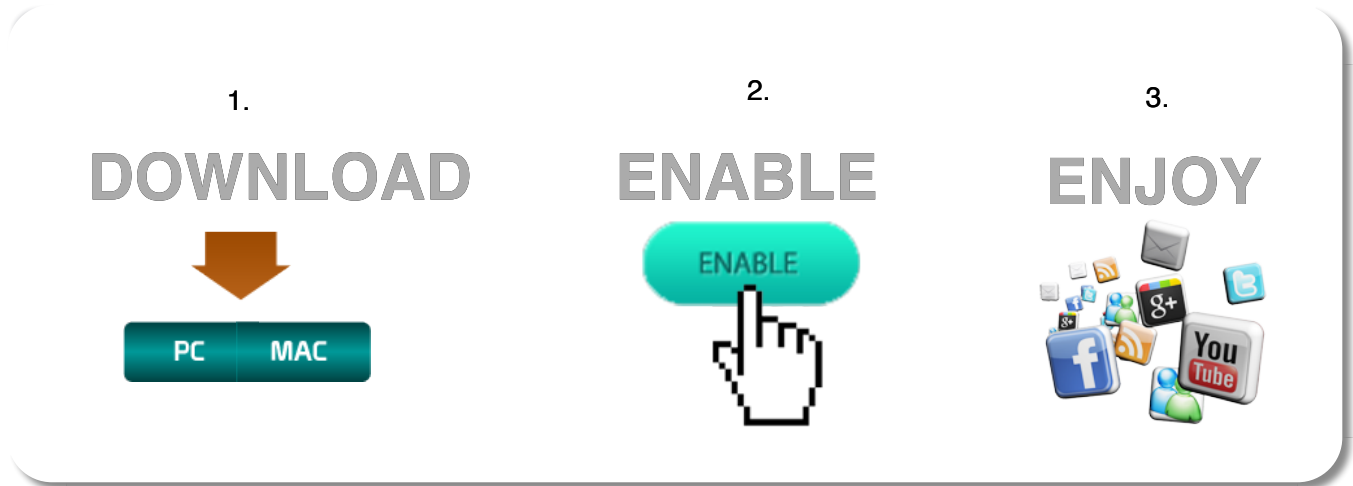 1.
DOWNLOAD
PC MAC
2.
ENABLE
ENABLE
3.
ENJOY
g+
g+
f
f
t
You
Tube